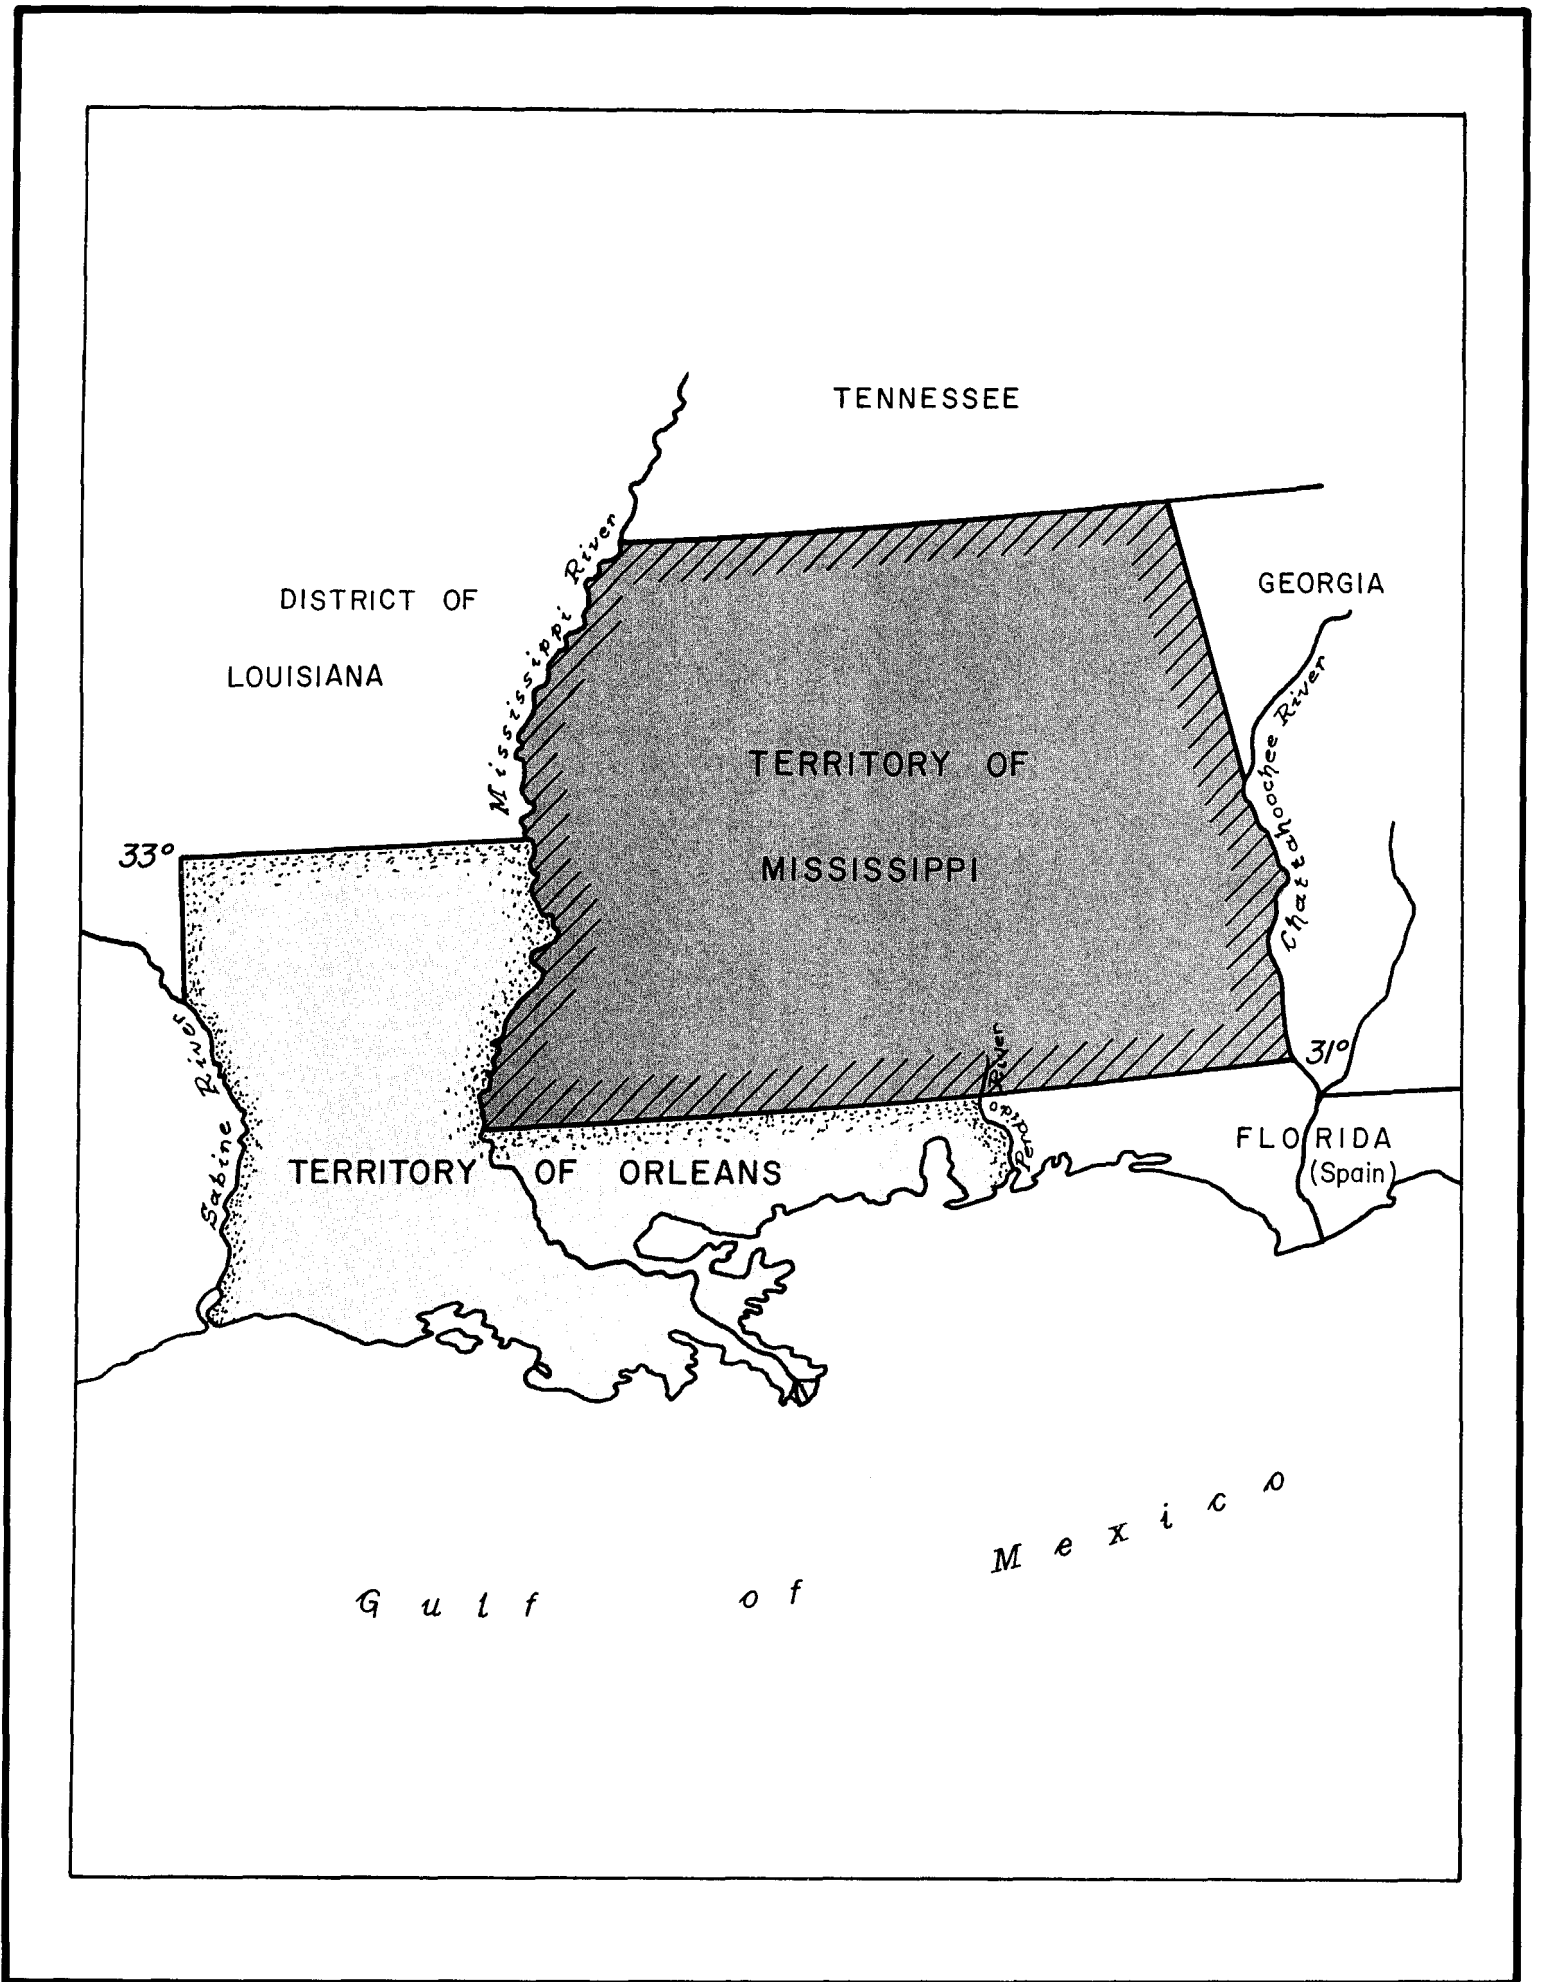 TENNESSEE
Mississippi River
DISTRICT OF
LOUISIANA
GEORGIA
Chattahoochee River
TERRITORY OF
MISSISSIPPI
33°
Sabine River
31°
Perdido River
FLORIDA
(Spain)
TERRITORY OF ORLEANS
Gulf of Mexico